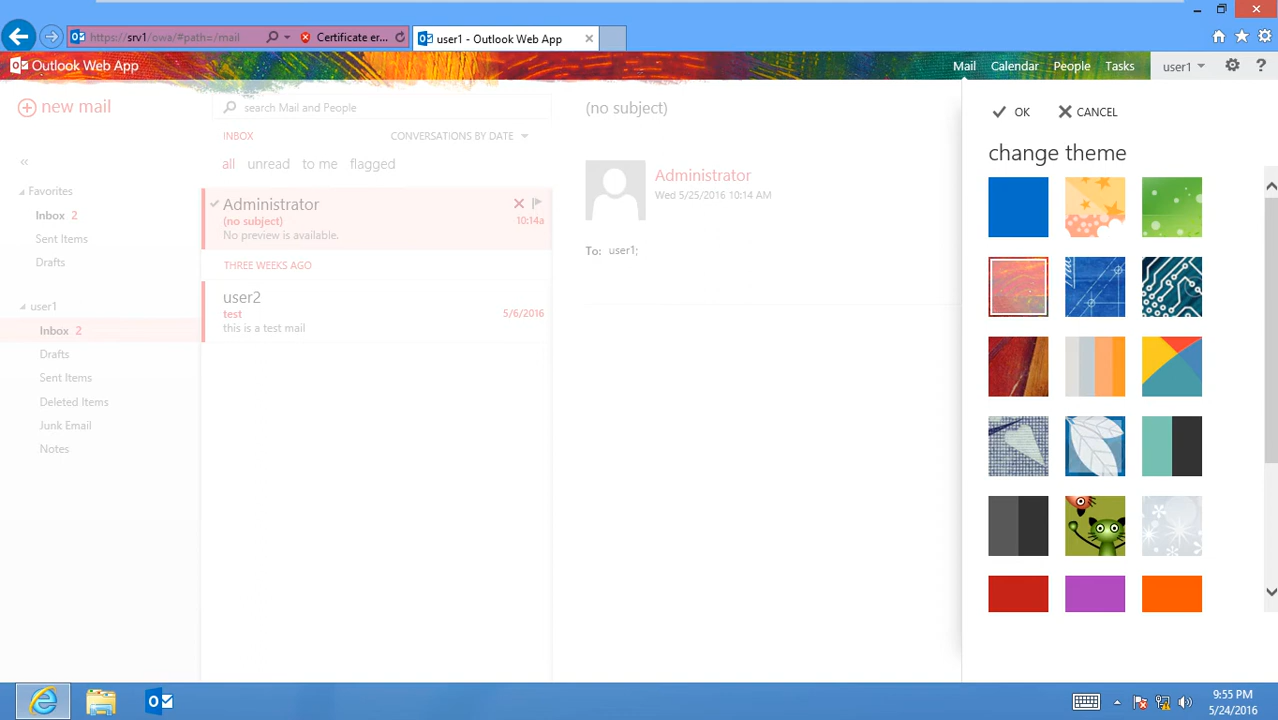 https://srv1/owa/#path=/mail
Certificate er...
user1 - Outlook Web App
Outlook Web App
Mail
Calendar
People
Tasks
user1
?
new mail
search Mail and People
(no subject)
OK
CANCEL
INBOX
CONVERSATIONS BY DATE
change theme
«
all
unread
to me
flagged
Favorites
Inbox 2
Sent Items
Drafts
Administrator
(no subject)
10:14a
No preview is available.
Administrator
Wed 5/25/2016 10:14 AM
To: user1;
THREE WEEKS AGO
user1
Inbox 2
Drafts
Sent Items
Deleted Items
Junk Email
Notes
user2
test
5/6/2016
this is a test mail
9:55 PM
5/24/2016